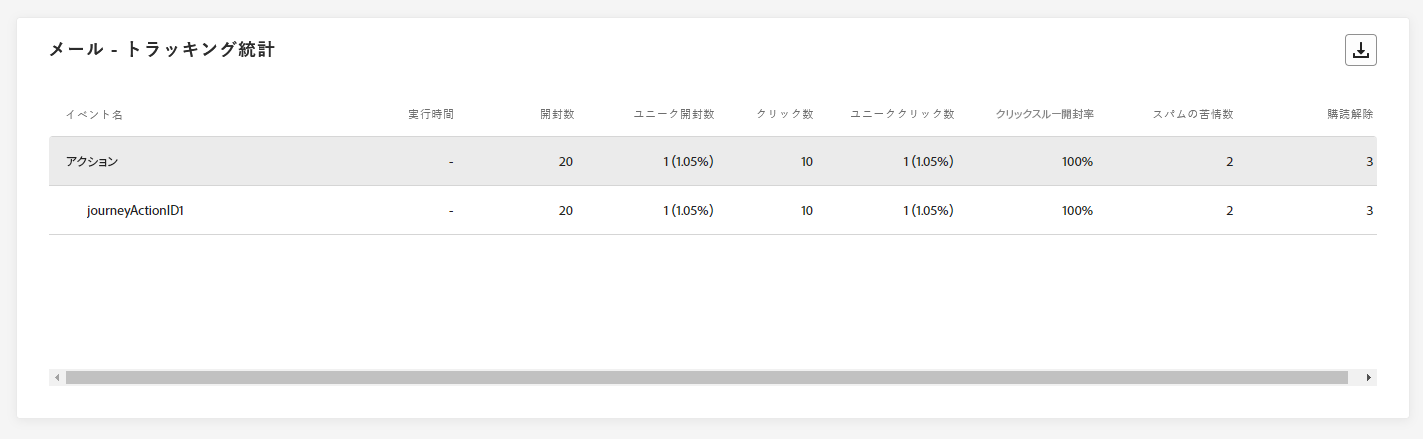 メール - トラッキング統計
イベント名 実行時間 開封数 ユニーク開封数 クリック数 ユニーククリック数 クリックスルー開封率 スパムの苦情数 購読解除
アクション - 20 1 (1.05%) 10 1 (1.05%) 100% 2 3
journeyActionID1 - 20 1 (1.05%) 10 1 (1.05%) 100% 2 3